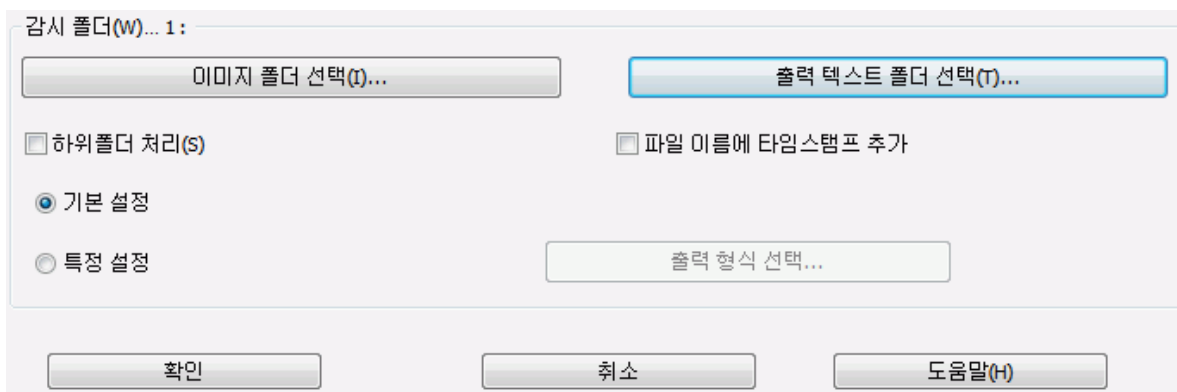 감시 폴더(W)... 1:
이미지 폴더 선택(I)... 출력 텍스트 폴더 선택(T)...
하위폴더 처리(S) 파일 이름에 타임스탬프 추가
기본 설정
특정 설정 출력 형식 선택...
확인 취소 도움말(H)